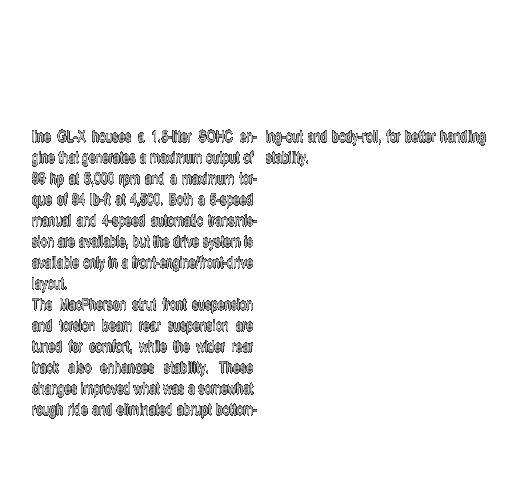 line GL-X houses a 1.5-liter SOHC en-
gine that generates a maximum output of
99 hp at 6,000 rpm and a maximum tor-
que of 94 lb-ft at 4,500. Both a 5-speed
manual and 4-speed automatic transmis-
sion are available, but the drive system is
available only in a front-engine/front-drive
layout.
The MacPherson strut front suspension
and torsion beam rear suspension are
tuned for comfort, while the wider rear
track also enhances stability. These
changes improved what was a somewhat
rough ride and eliminated abrupt bottom-
ing-out and body-roll, for better handling
stability.